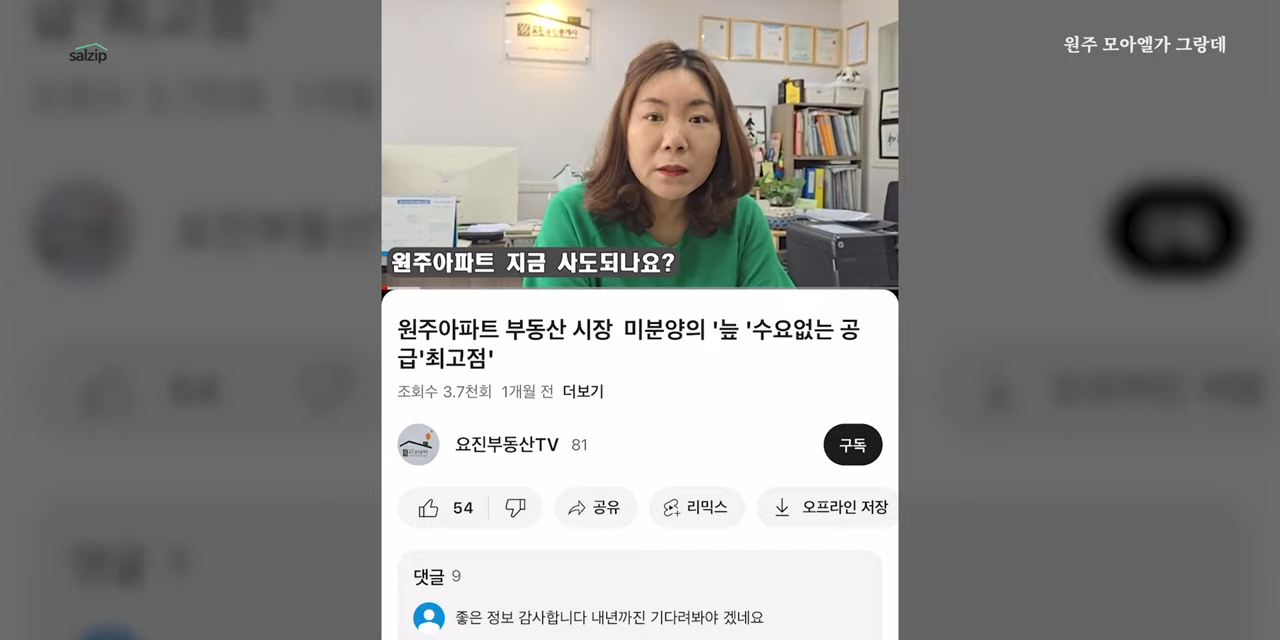 salzip
원주 모아엘가 그랑데
원주아파트 지금 사도되나요?
원주아파트 부동산 시장 미분양의 '늪 '수요없는 공
급'최고점'
조회수 3.7천회 1개월 전 더보기
요진부동산TV 81
구독
54
공유
리믹스
오프라인 저장
댓글 9
좋은 정보 감사합니다 내년까진 기다려봐야 겠네요